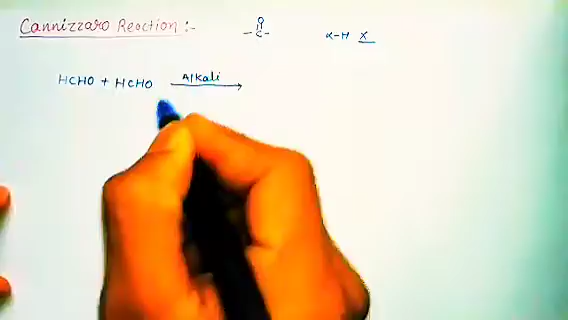 Cannizzaro Reaction :-
O
-C-
α-H X
HCHO + HCHO Alkali